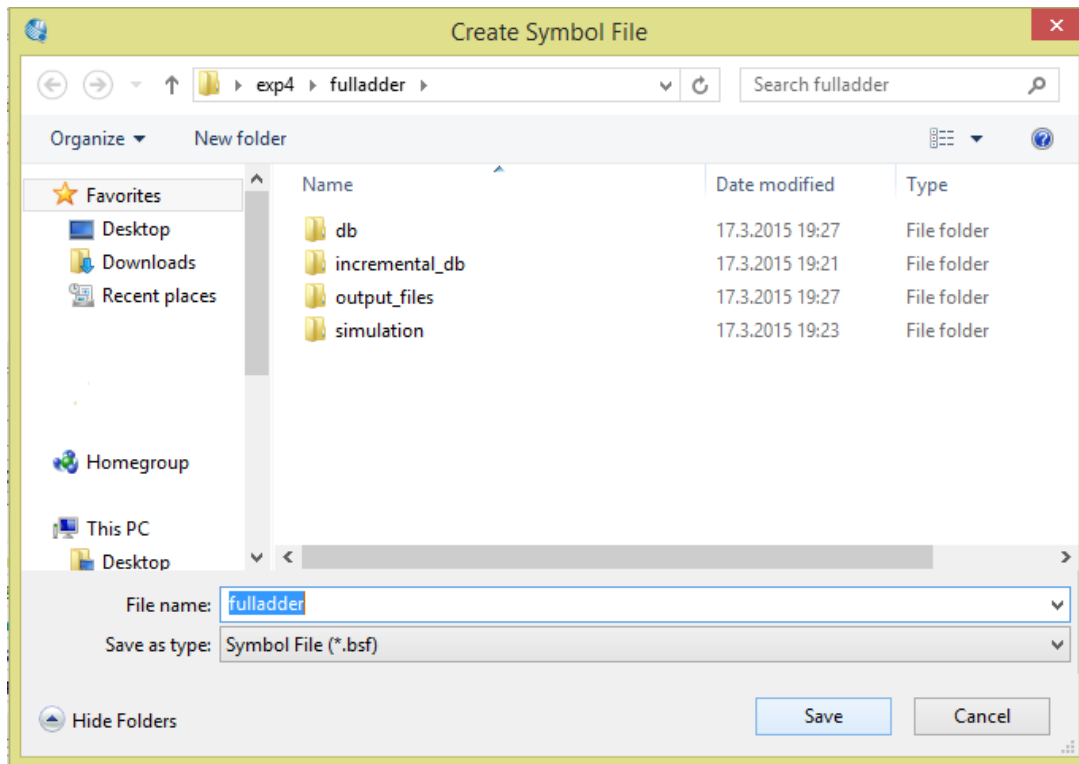 Create Symbol File
exp4 fulladder
Search fulladder
Organize New folder
Favorites
Desktop
Downloads
Recent places
Homegroup
This PC
Desktop
Name Date modified Type
db 17.3.2015 19:27 File folder
incremental_db 17.3.2015 19:21 File folder
output_files 17.3.2015 19:27 File folder
simulation 17.3.2015 19:23 File folder
File name: fulladder
Save as type: Symbol File (*.bsf)
Hide Folders Save Cancel